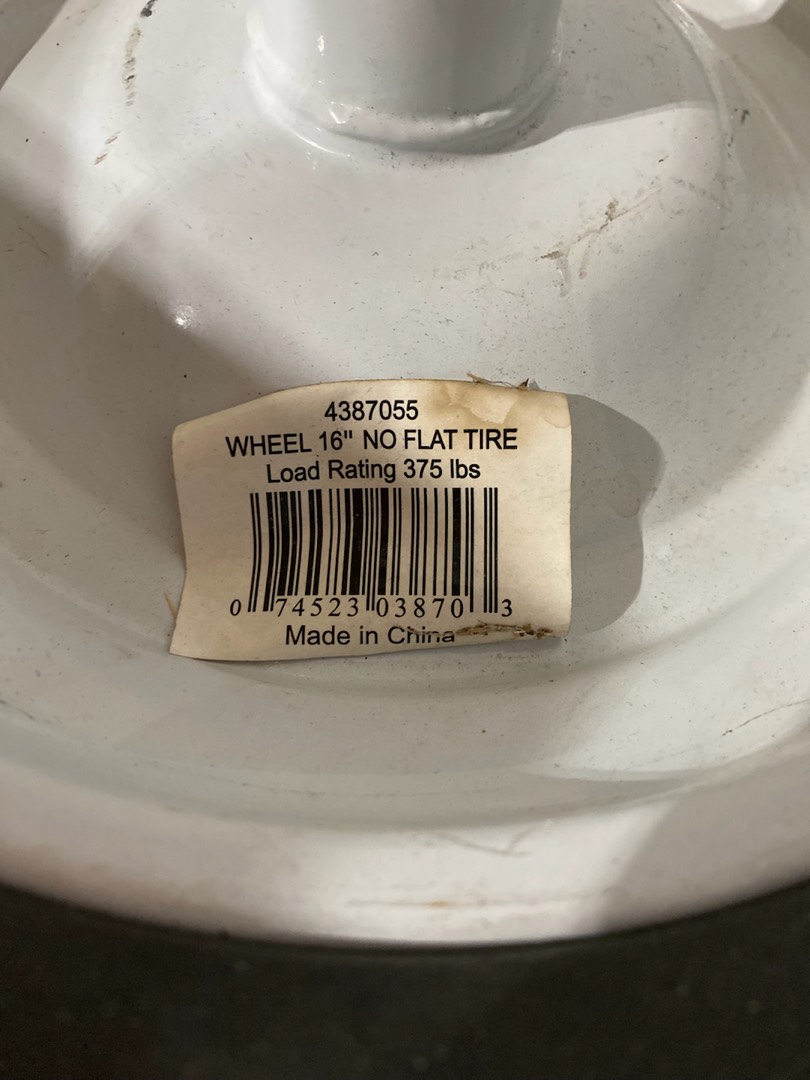 4387055
WHEEL 16" NO FLAT TIRE
Load Rating 375 lbs
0 74523 03870 3
Made in China